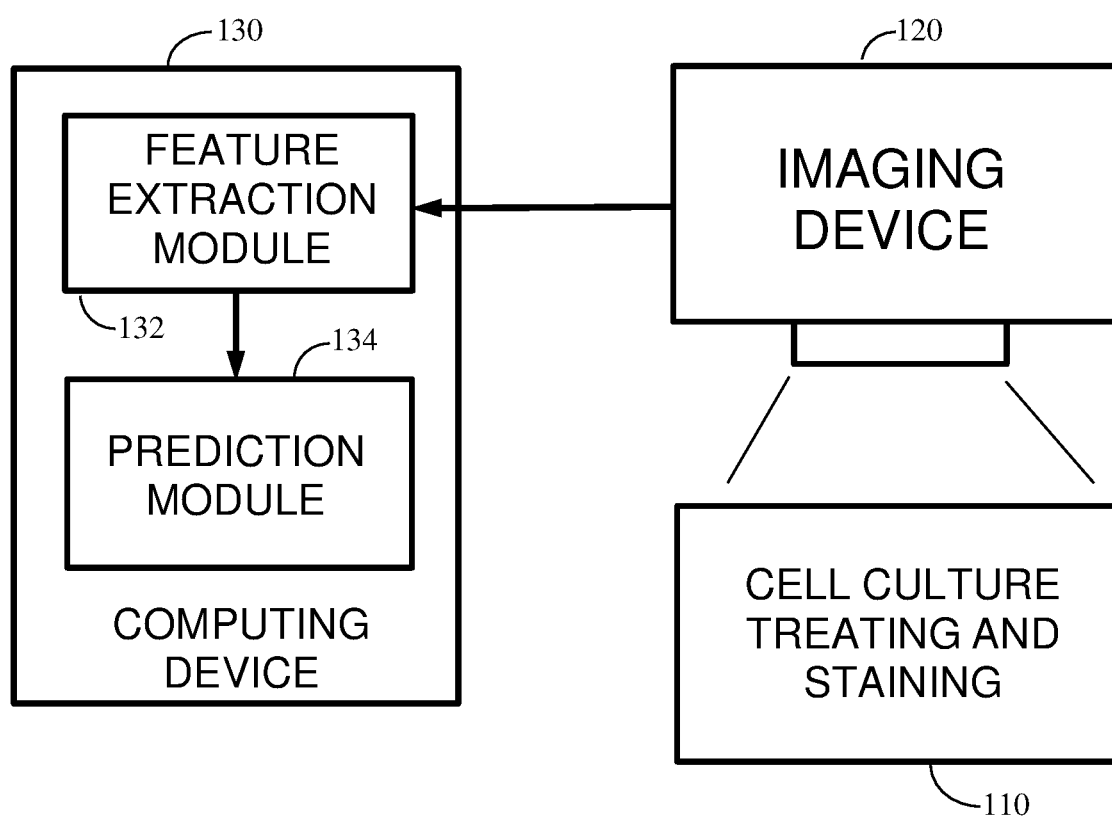 130
FEATURE
EXTRACTION
MODULE
132
134
PREDICTION
MODULE
COMPUTING
DEVICE
120
IMAGING
DEVICE
CELL CULTURE
TREATING AND
STAINING
110